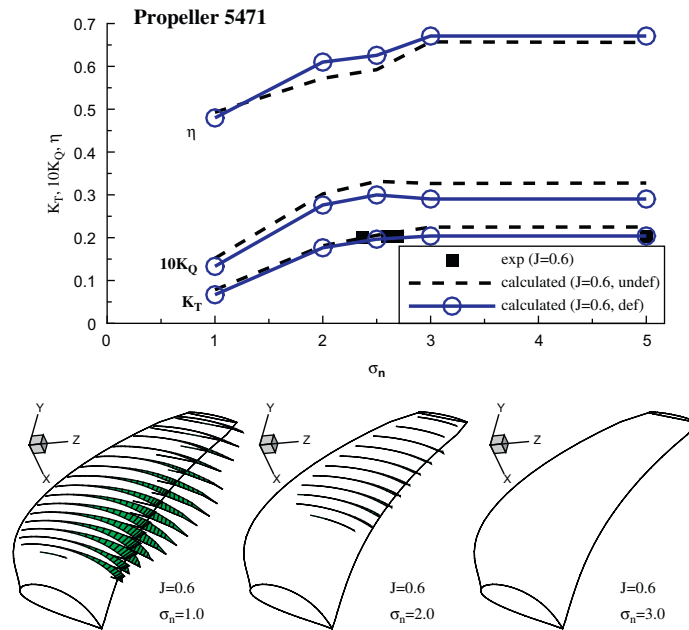 Propeller 5471
0.7
0.6
0.5
0.4
0.3
0.2
0.1
0
K_T, 10K_Q, η
η
10K_Q
K_T
exp (J=0.6)
calculated (J=0.6, undef)
calculated (J=0.6, def)
0 1 2 3 4 5
σ_n
Y
Z
X
J=0.6
σ_n=1.0
Y
Z
X
J=0.6
σ_n=2.0
Y
Z
X
J=0.6
σ_n=3.0